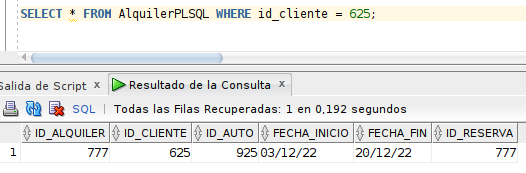 SELECT * FROM AlquilerPLSQL WHERE id_cliente = 625;
Salida de Script x Resultado de la Consulta x
SQL | Todas las Filas Recuperadas: 1 en 0,192 segundos
ID_ALQUILER ID_CLIENTE ID_AUTO FECHA_INICIO FECHA_FIN ID_RESERVA
1 777 625 925 03/12/22 20/12/22 777